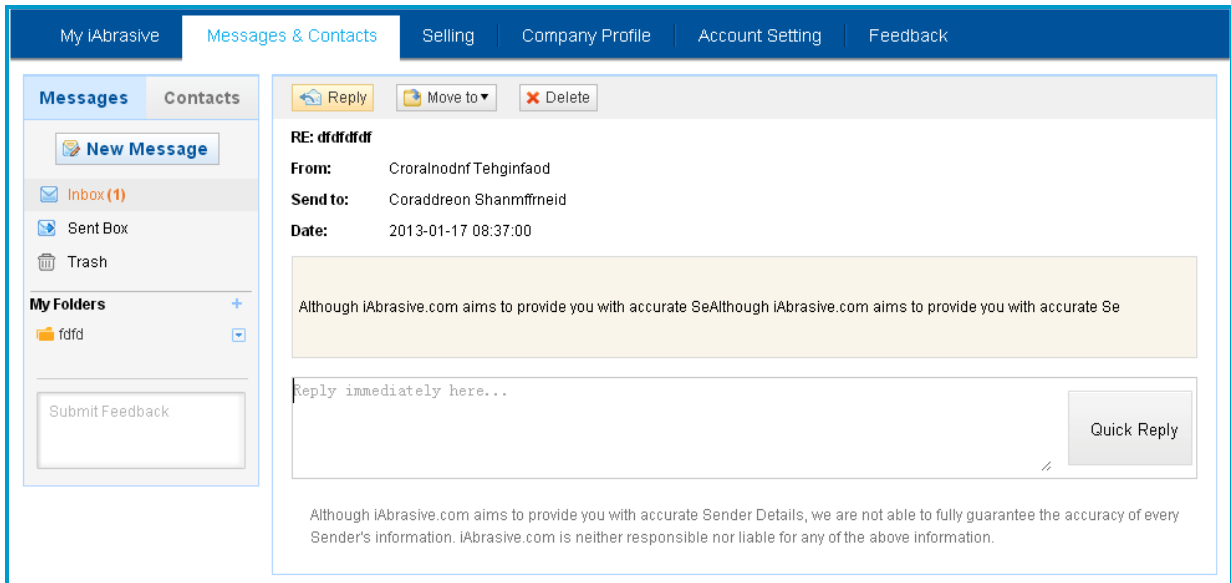 My iAbrasive Messages & Contacts Selling Company Profile Account Setting Feedback
Messages Contacts
New Message
Inbox (1)
Sent Box
Trash
My Folders +
fdfd
Submit Feedback
Reply Move to Delete
RE: dfdfdfdf
From: Croralnodnf Tehginfaod
Send to: Coraddreon Shanmffrneid
Date: 2013-01-17 08:37:00
Although iAbrasive.com aims to provide you with accurate SeAlthough iAbrasive.com aims to provide you with accurate Se
Reply immediately here...
Quick Reply
Although iAbrasive.com aims to provide you with accurate Sender Details, we are not able to fully guarantee the accuracy of every
Sender's information. iAbrasive.com is neither responsible nor liable for any of the above information.